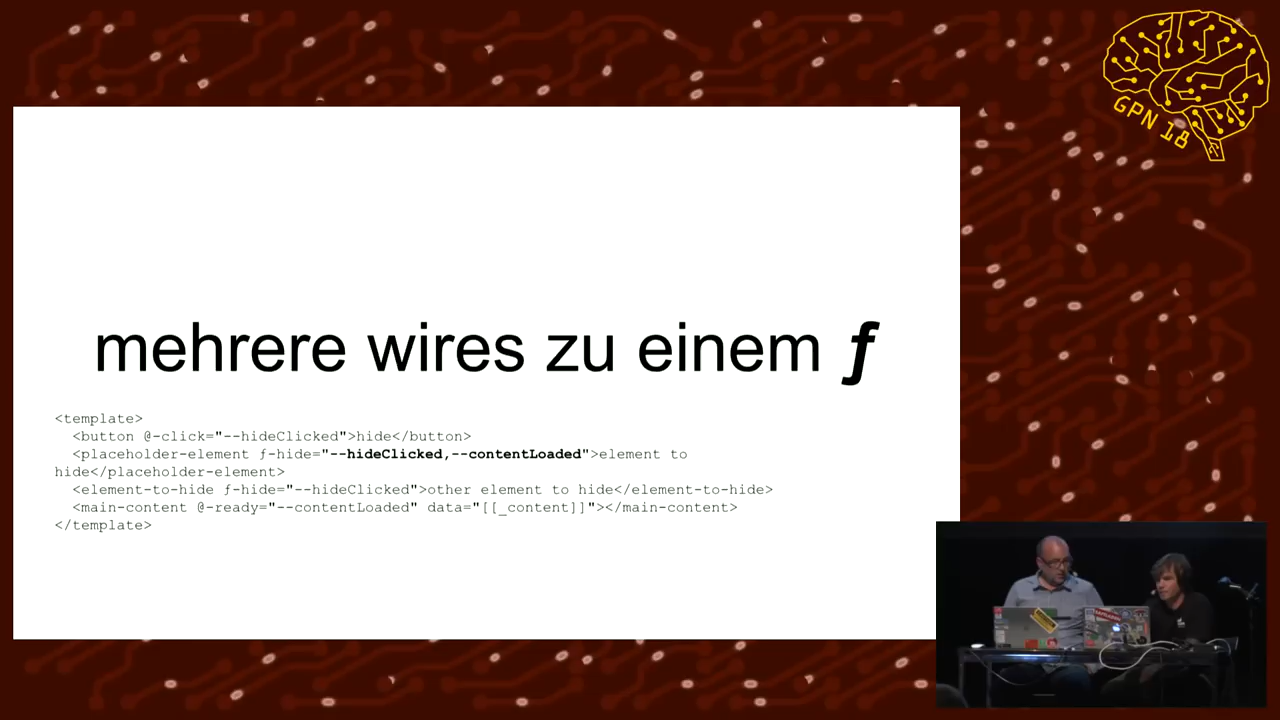 GPN 18
mehrere wires zu einem ƒ
<template>
<button @-click="--hideClicked">hide</button>
<placeholder-element ƒ-hide="--hideClicked,--contentLoaded">element to
hide</placeholder-element>
<element-to-hide ƒ-hide="--hideClicked">other element to hide</element-to-hide>
<main-content @-ready="--contentLoaded" data="[[_content]]"></main-content>
</template>